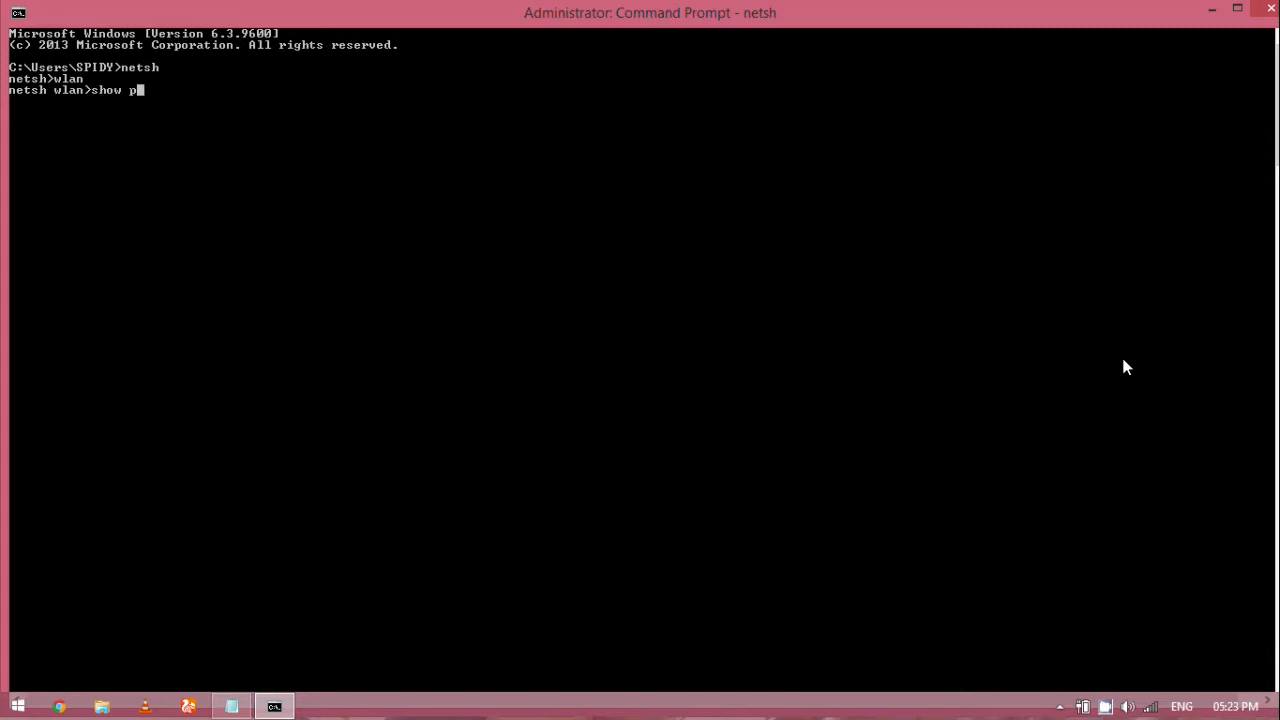 Administrator: Command Prompt - netsh
Microsoft Windows [Version 6.3.9600]
(c) 2013 Microsoft Corporation. All rights reserved.
C:\Users\SPIDY>netsh
netsh>wlan
netsh wlan>show p
ENG 05:23 PM